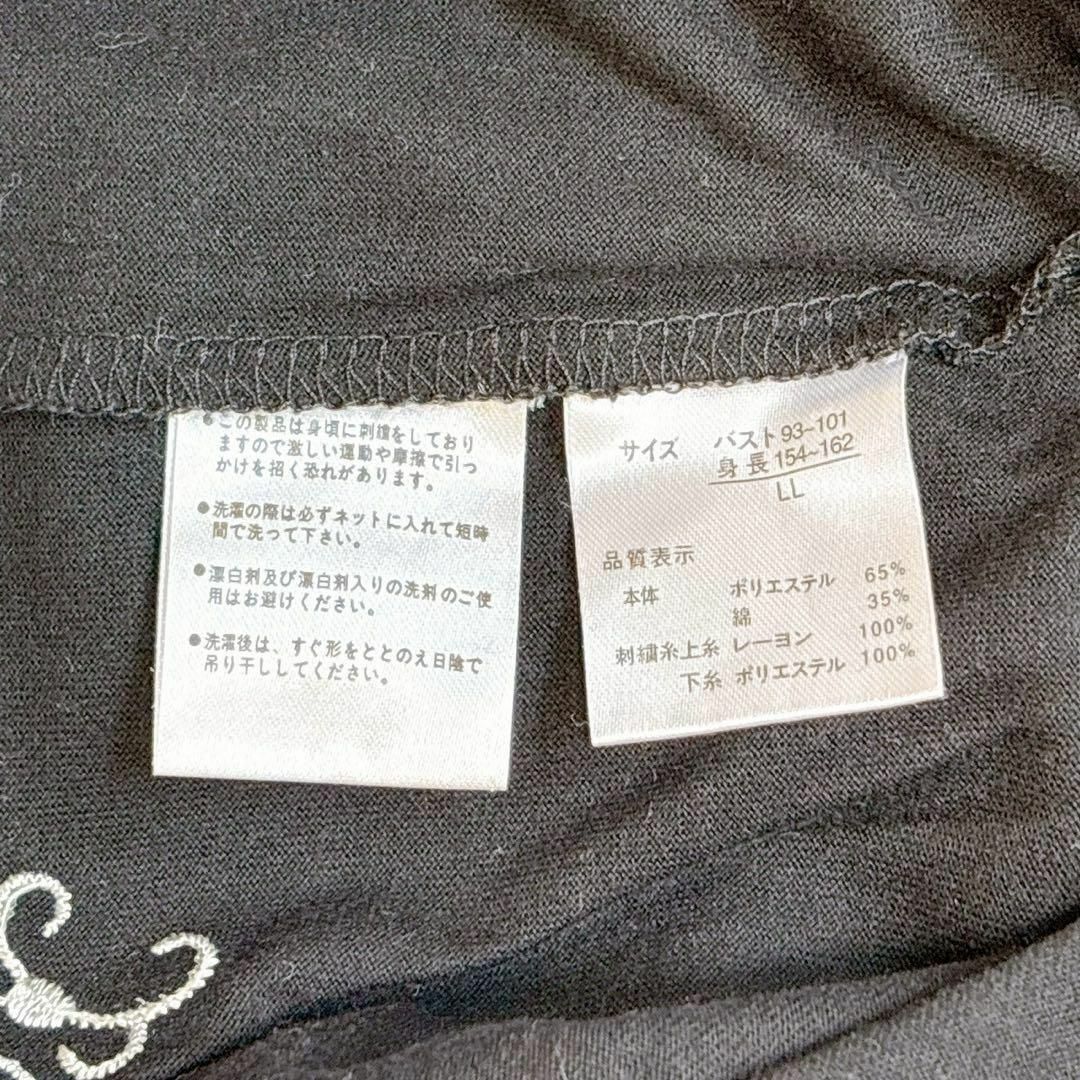 ●この製品は身頃に刺繍をしており
ますので激しい運動や摩擦で引っ
かけを招く恐れがあります。
●洗濯の際は必ずネットに入れて短時
間で洗って下さい。
●漂白剤及び漂白剤入りの洗剤のご使
用はお避けください。
●洗濯後は、すぐ形をととのえ日陰で
吊り干ししてください。
サイズ バスト93~101
身長154~162
LL
品質表示
本体 ポリエステル 65%
綿 35%
刺繍糸上糸 レーヨン 100%
下糸 ポリエステル 100%